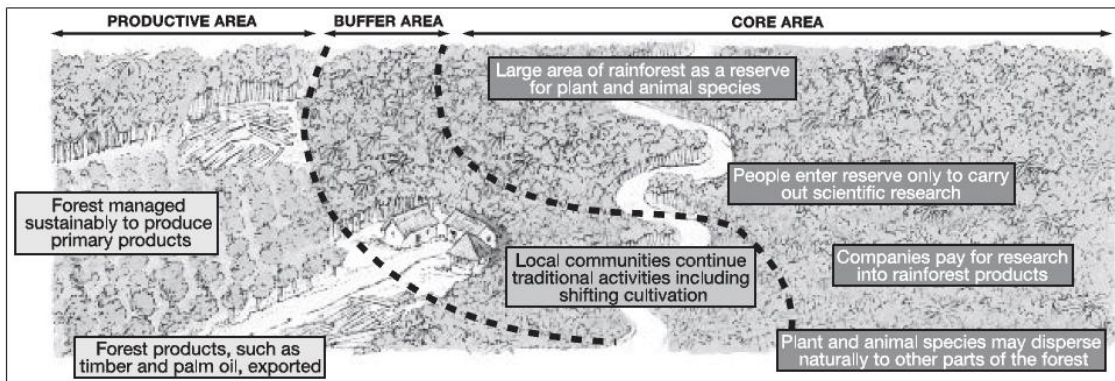 PRODUCTIVE AREA
BUFFER AREA
CORE AREA
Large area of rainforest as a reserve
for plant and animal species
People enter reserve only to carry
out scientific research
Forest managed
sustainably to produce
primary products
Local communities continue
traditional activities including
shifting cultivation
Companies pay for research
into rainforest products
Forest products, such as
timber and palm oil, exported
Plant and animal species may disperse
naturally to other parts of the forest